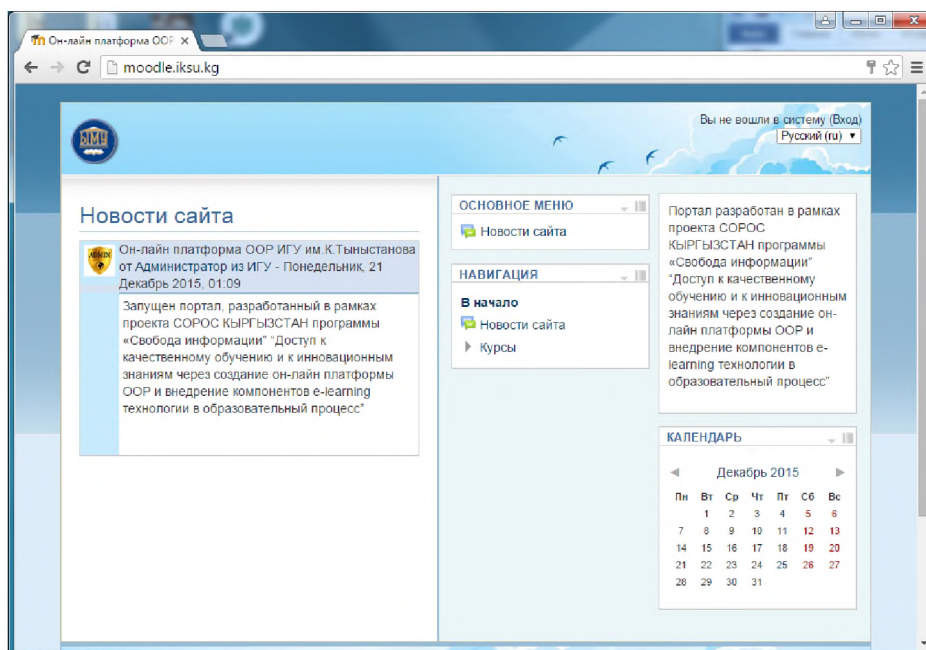 Он-лайн платформа ООР
moodle.iksu.kg
Вы не вошли в систему (Вход)
Русский (ru)
Новости сайта
Он-лайн платформа ООР ИГУ им.К.Тыныстанова
от Администратор из ИГУ - Понедельник, 21
Декабрь 2015, 01:09
Запущен портал, разработанный в рамках
проекта СОРОС КЫРГЫЗСТАН программы
«Свобода информации” “Доступ к
качественному обучению и к инновационным
знаниям через создание он-лайн платформы
ООР и внедрение компонентов e-learning
технологии в образовательный процесс”
ОСНОВНОЕ МЕНЮ
Новости сайта
НАВИГАЦИЯ
В начало
Новости сайта
Курсы
Портал разработан в рамках
проекта СОРОС
КЫРГЫЗСТАН программы
«Свобода информации”
“Доступ к качественному
обучению и к инновационным
знаниям через создание он-
лайн платформы ООР и
внедрение компонентов e-
learning технологии в
образовательный процесс”
КАЛЕНДАРЬ
Декабрь 2015
Пн Вт Ср Чт Пт Сб Вс
1 2 3 4 5 6
7 8 9 10 11 12 13
14 15 16 17 18 19 20
21 22 23 24 25 26 27
28 29 30 31
ADMIN